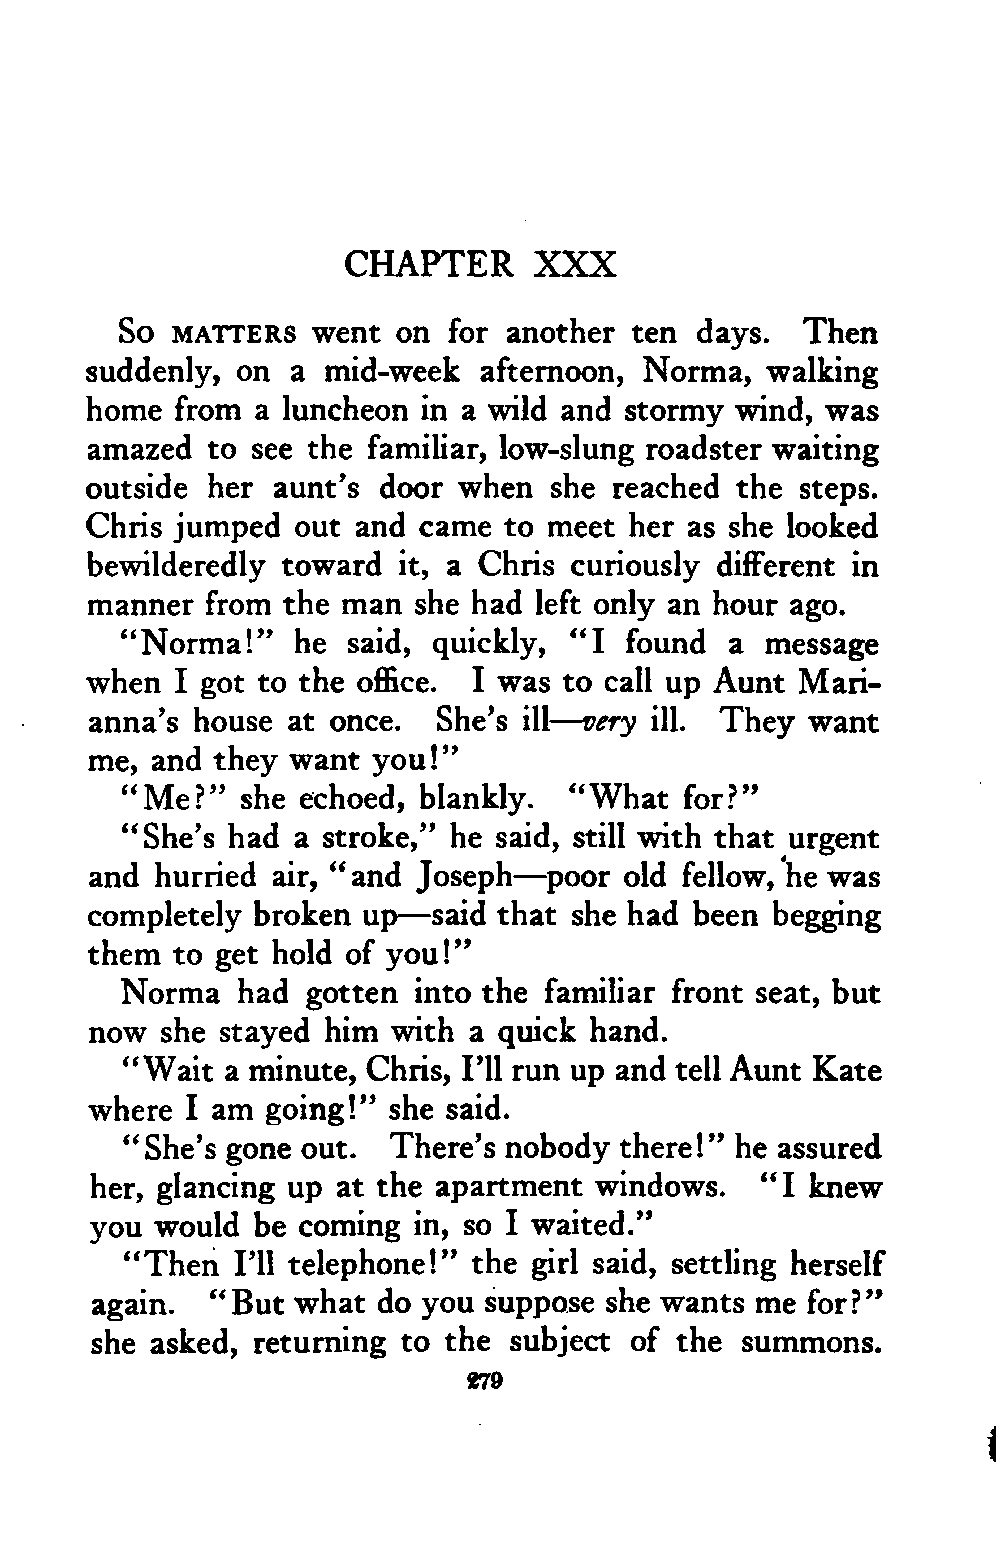 CHAPTER XXX
So MATTERS went on for another ten days. Then
suddenly, on a mid-week afternoon, Norma, walking
home from a luncheon in a wild and stormy wind, was
amazed to see the familiar, low-slung roadster waiting
outside her aunt's door when she reached the steps.
Chris jumped out and came to meet her as she looked
bewilderedly toward it, a Chris curiously different in
manner from the man she had left only an hour ago.
"Norma!" he said, quickly, "I found a message
when I got to the office. I was to call up Aunt Mari-
anna's house at once. She's ill—very ill. They want
me, and they want you!"
"Me?" she echoed, blankly. "What for?"
"She's had a stroke," he said, still with that urgent
and hurried air, "and Joseph—poor old fellow, he was
completely broken up—said that she had been begging
them to get hold of you!"
Norma had gotten into the familiar front seat, but
now she stayed him with a quick hand.
"Wait a minute, Chris, I'll run up and tell Aunt Kate
where I am going!" she said.
"She's gone out. There's nobody there!" he assured
her, glancing up at the apartment windows. "I knew
you would be coming in, so I waited."
"Then I'll telephone!" the girl said, settling herself
again. "But what do you suppose she wants me for?"
she asked, returning to the subject of the summons.
279